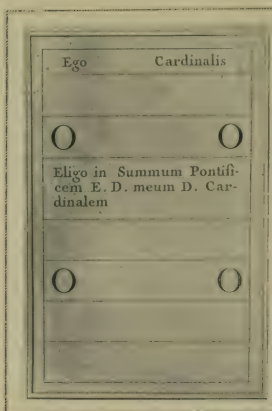 Ego Cardinalis
O O
Eligo in Summum Pontifi-
cem E. D. meum D. Car-
dinalem
O O